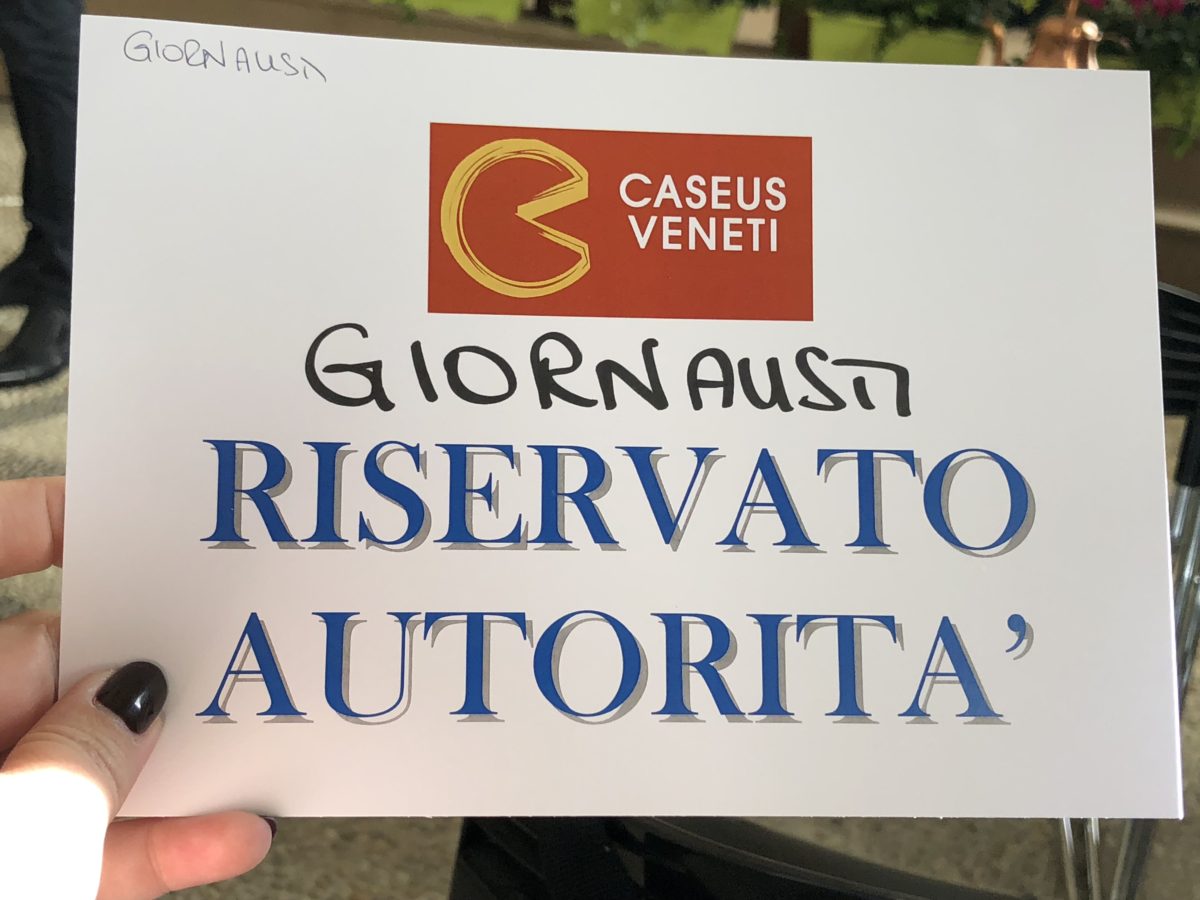 GIORNALISTI
CASEUS
VENETI
GIORNALISTI
RISERVATO
AUTORITA’